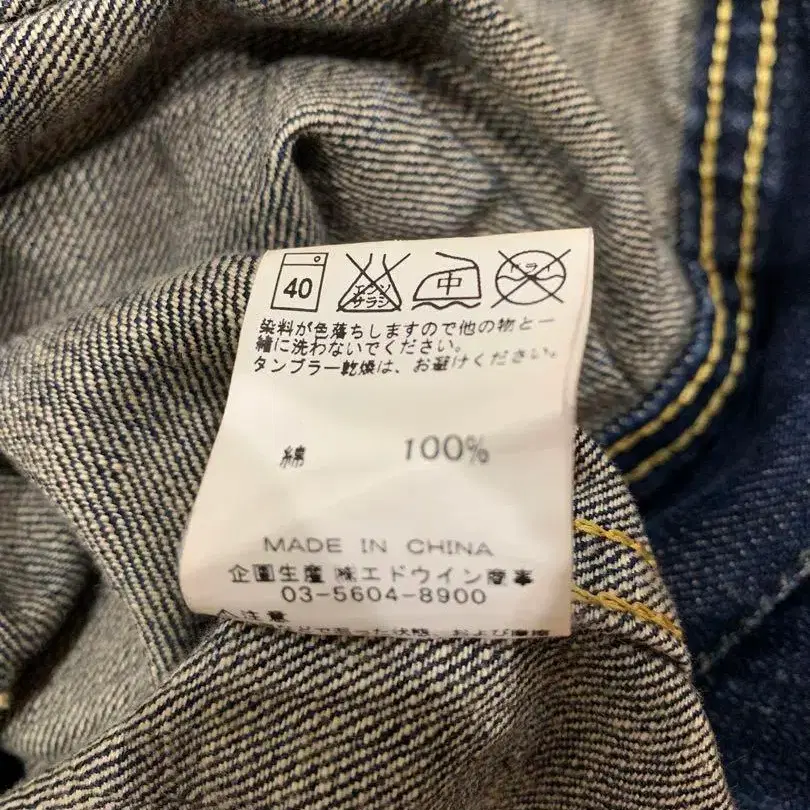 40 エンソサラシ 中 ドライ
染料が色落ちしますので他の物と一
緒に洗わないでください。
タンブラー乾燥は、お避けください。
綿 100%
MADE IN CHINA
企画生産 ㈱エドウイン商事
03-5604-8900
⚠注意